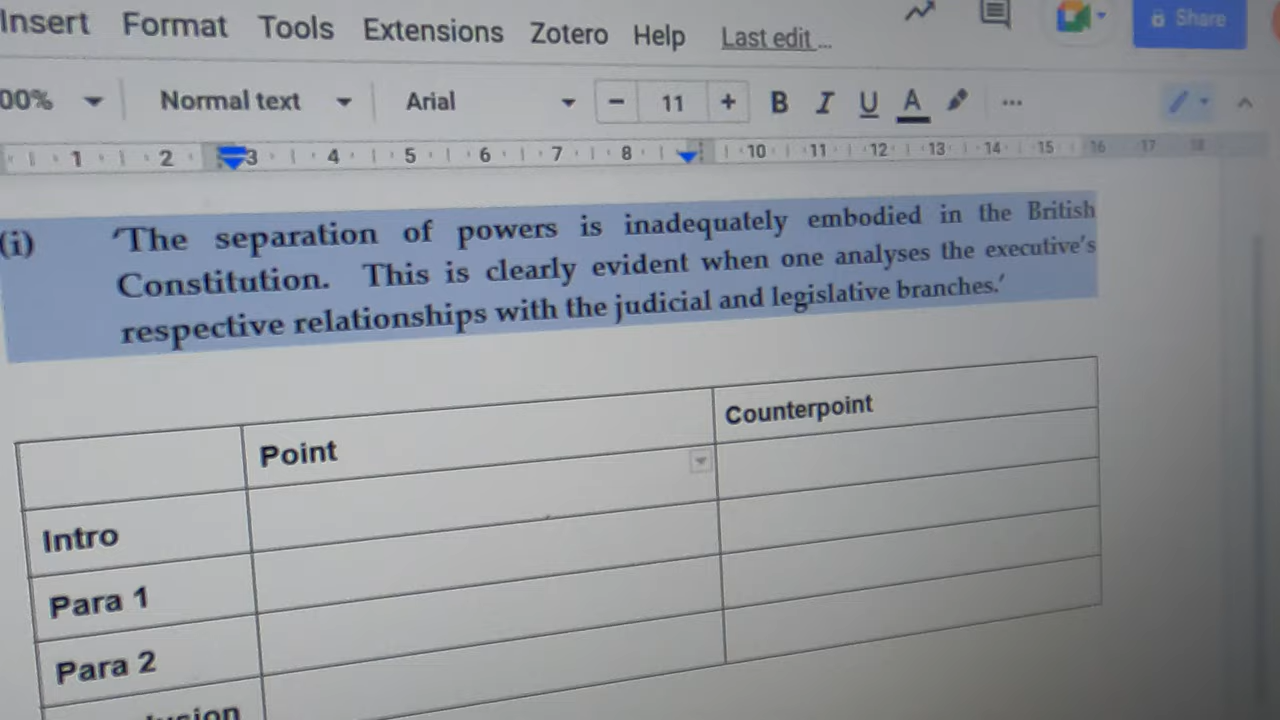 Insert Format Tools Extensions Zotero Help Last edit ... Share
00% Normal text Arial − 11 + B I U A ...
1 2 3 4 5 6 7 8 10 11 12 13 14 15 16 17 18
(i) 'The separation of powers is inadequately embodied in the British
Constitution. This is clearly evident when one analyses the executive's
respective relationships with the judicial and legislative branches.'
Point Counterpoint
Intro
Para 1
Para 2